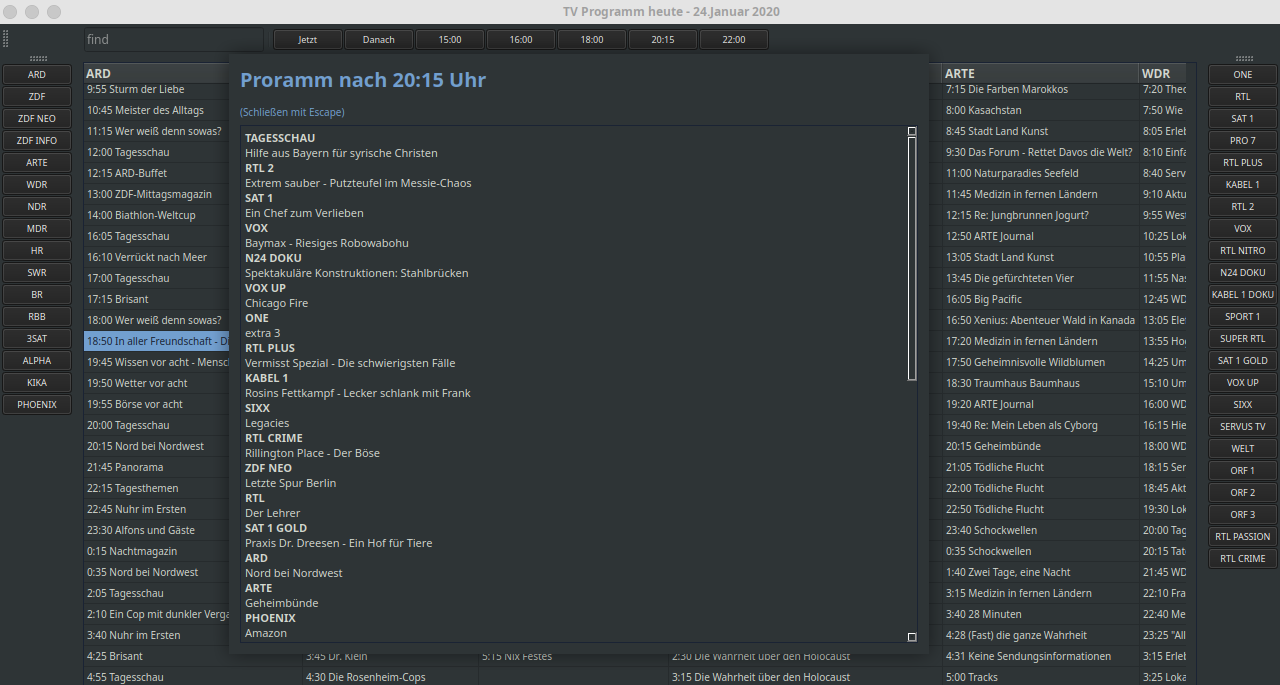 TV Programm heute - 24.Januar 2020
find
Jetzt
Danach
15:00
16:00
18:00
20:15
22:00
ARD
ZDF
ZDF NEO
ZDF INFO
ARTE
WDR
NDR
MDR
HR
SWR
BR
RBB
3SAT
ALPHA
KIKA
PHOENIX
ARD
9:55 Sturm der Liebe
10:45 Meister des Alltags
11:15 Wer weiß denn sowas?
12:00 Tagesschau
12:15 ARD-Buffet
13:00 ZDF-Mittagsmagazin
14:00 Biathlon-Weltcup
16:05 Tagesschau
16:10 Verrückt nach Meer
17:00 Tagesschau
17:15 Brisant
18:00 Wer weiß denn sowas?
18:50 In aller Freundschaft - Di
19:45 Wissen vor acht - Mensc
19:50 Wetter vor acht
19:55 Börse vor acht
20:00 Tagesschau
20:15 Nord bei Nordwest
21:45 Panorama
22:15 Tagesthemen
22:45 Nuhr im Ersten
23:30 Alfons und Gäste
0:15 Nachtmagazin
0:35 Nord bei Nordwest
2:05 Tagesschau
2:10 Ein Cop mit dunkler Verga
3:40 Nuhr im Ersten
4:25 Brisant
4:55 Tagesschau
Proramm nach 20:15 Uhr
(Schließen mit Escape)
TAGESSCHAU
Hilfe aus Bayern für syrische Christen
RTL 2
Extrem sauber - Putzteufel im Messie-Chaos
SAT 1
Ein Chef zum Verlieben
VOX
Baymax - Riesiges Robowabohu
N24 DOKU
Spektakuläre Konstruktionen: Stahlbrücken
VOX UP
Chicago Fire
ONE
extra 3
RTL PLUS
Vermisst Spezial - Die schwierigsten Fälle
KABEL 1
Rosins Fettkampf - Lecker schlank mit Frank
SIXX
Legacies
RTL CRIME
Rillington Place - Der Böse
ZDF NEO
Letzte Spur Berlin
RTL
Der Lehrer
SAT 1 GOLD
Praxis Dr. Dreesen - Ein Hof für Tiere
ARD
Nord bei Nordwest
ARTE
Geheimbünde
PHOENIX
Amazon
3:45 Dr. Klein
4:30 Die Rosenheim-Cops
5:15 Nix Festes
2:30 Die Wahrheit über den Holocaust
3:15 Die Wahrheit über den Holocaust
ARTE
7:15 Die Farben Marokkos
8:00 Kasachstan
8:45 Stadt Land Kunst
9:30 Das Forum - Rettet Davos die Welt?
11:00 Naturparadies Seefeld
11:45 Medizin in fernen Ländern
12:15 Re: Jungbrunnen Jogurt?
12:50 ARTE Journal
13:05 Stadt Land Kunst
13:45 Die gefürchteten Vier
16:05 Big Pacific
16:50 Xenius: Abenteuer Wald in Kanada
17:20 Medizin in fernen Ländern
17:50 Geheimnisvolle Wildblumen
18:30 Traumhaus Baumhaus
19:20 ARTE Journal
19:40 Re: Mein Leben als Cyborg
20:15 Geheimbünde
21:05 Tödliche Flucht
22:00 Tödliche Flucht
22:50 Tödliche Flucht
23:40 Schockwellen
0:35 Schockwellen
1:40 Zwei Tage, eine Nacht
3:15 Medizin in fernen Ländern
3:40 28 Minuten
4:28 (Fast) die ganze Wahrheit
4:31 Keine Sendungsinformationen
5:00 Tracks
WDR
7:20 Theo
7:50 Wie
8:05 Erleb
8:10 Einfa
8:40 Serv
9:10 Aktu
9:55 West
10:25 Lok
10:55 Pla
11:55 Nas
12:45 WD
13:05 Elef
13:55 Hog
14:25 Um
15:10 Um
16:00 WD
16:15 Hie
18:00 WD
18:15 Ser
18:45 Akt
19:30 Lok
20:00 Tag
20:15 Tat
21:45 WD
22:10 Fra
22:40 Me
23:25 "All
3:15 Erleb
3:25 Loka
ONE
RTL
SAT 1
PRO 7
RTL PLUS
KABEL 1
RTL 2
VOX
RTL NITRO
N24 DOKU
KABEL 1 DOKU
SPORT 1
SUPER RTL
SAT 1 GOLD
VOX UP
SIXX
SERVUS TV
WELT
ORF 1
ORF 2
ORF 3
RTL PASSION
RTL CRIME